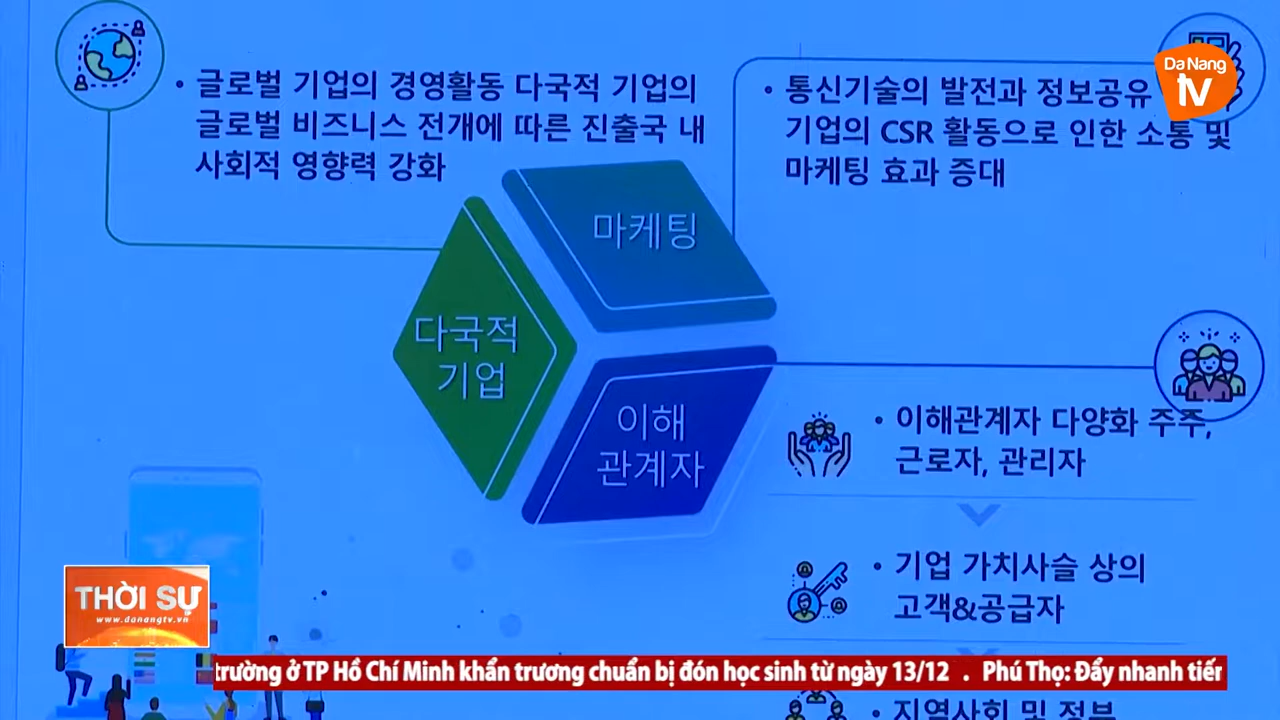 Da Nang
tv
글로벌 기업의 경영활동 다국적 기업의
글로벌 비즈니스 전개에 따른 진출국 내
사회적 영향력 강화
통신기술의 발전과 정보공유
기업의 CSR 활동으로 인한 소통 및
마케팅 효과 증대
마케팅
다국적
기업
이해
관계자
이해관계자 다양화 주주,
근로자, 관리자
기업 가치사슬 상의
고객&공급자
지역사회 및 정부
THỜI SỰ
www.danangtv.vn
trường ở TP Hồ Chí Minh khẩn trương chuẩn bị đón học sinh từ ngày 13/12 . Phú Thọ: Đẩy nhanh tiến